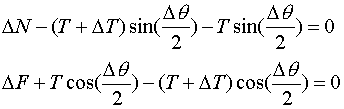 ΔN − (T + ΔT) sin(Δθ/2) − T sin(Δθ/2) = 0
ΔF + T cos(Δθ/2) − (T + ΔT) cos(Δθ/2) = 0